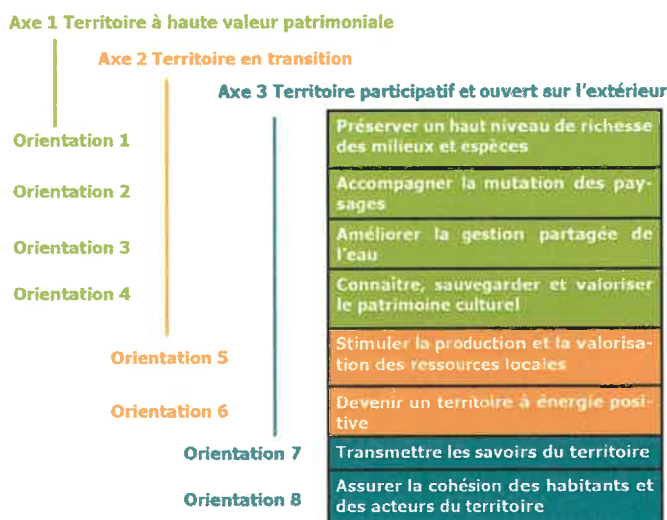 Axe 1 Territoire à haute valeur patrimoniale
Axe 2 Territoire en transition
Axe 3 Territoire participatif et ouvert sur l'extérieur
Orientation 1
Préserver un haut niveau de richesse
des milieux et espèces
Orientation 2
Accompagner la mutation des pay-
sages
Orientation 3
Améliorer la gestion partagée de
l'eau
Orientation 4
Connaître, sauvegarder et valoriser
le patrimoine culturel
Orientation 5
Stimuler la production et la valorisa-
tion des ressources locales
Orientation 6
Devenir un territoire à énergie posi-
tive
Orientation 7
Transmettre les savoirs du territoire
Orientation 8
Assurer la cohésion des habitants et
des acteurs du territoire